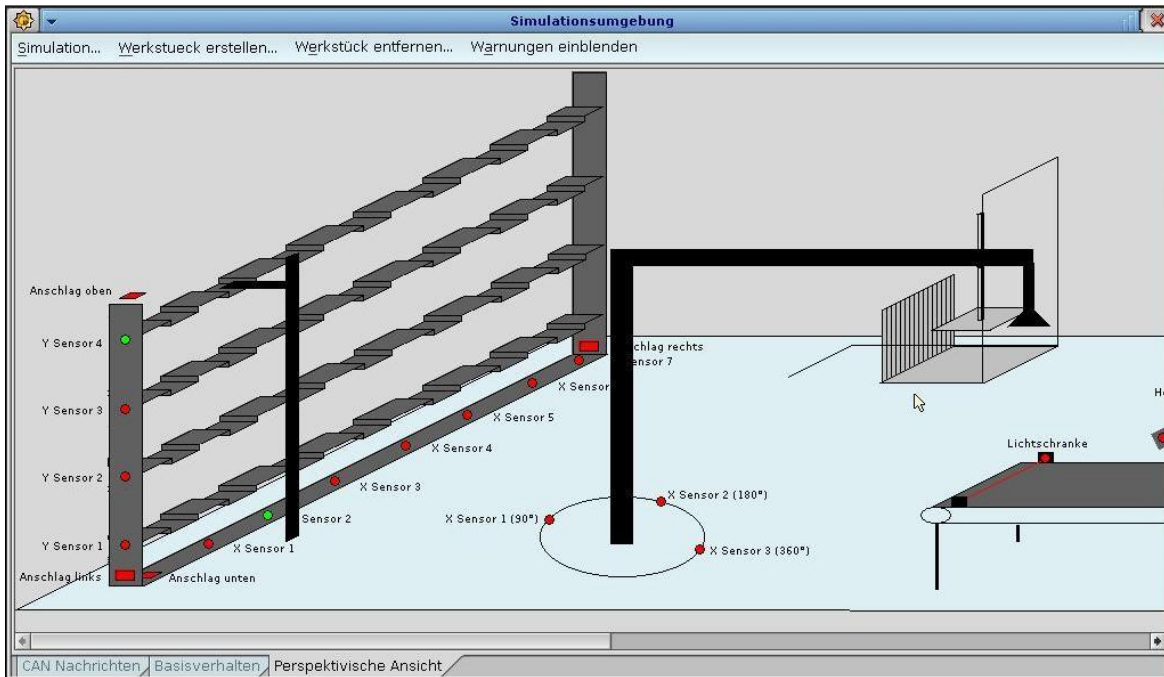 Simulationsumgebung
Simulation... Werkstueck erstellen... Werkstück entfernen... Warnungen einblenden
Anschlag oben
Y Sensor 4
Y Sensor 3
Y Sensor 2
Y Sensor 1
Anschlag links
Anschlag unten
X Sensor 1
Sensor 2
X Sensor 3
X Sensor 4
X Sensor 5
X Sensor
ensor 7
chlag rechts
X Sensor 1 (90°)
X Sensor 2 (180°)
X Sensor 3 (360°)
Lichtschranke
CAN Nachrichten Basisverhalten Perspektivische Ansicht